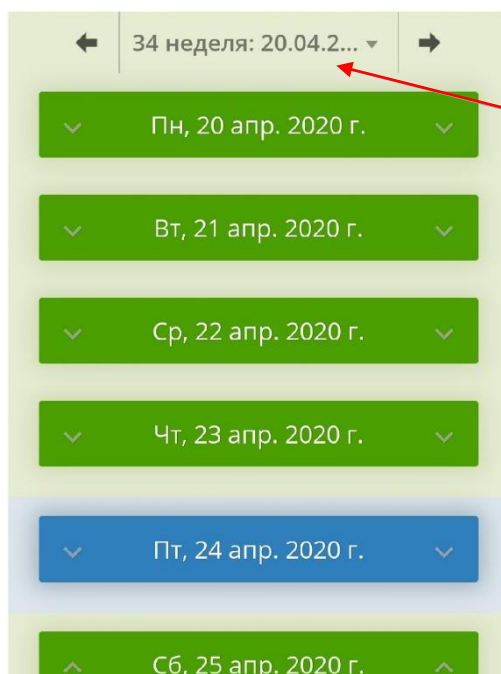 34 неделя: 20.04.2...
Пн, 20 апр. 2020 г.
Вт, 21 апр. 2020 г.
Ср, 22 апр. 2020 г.
Чт, 23 апр. 2020 г.
Пт, 24 апр. 2020 г.
Сб, 25 апр. 2020 г.